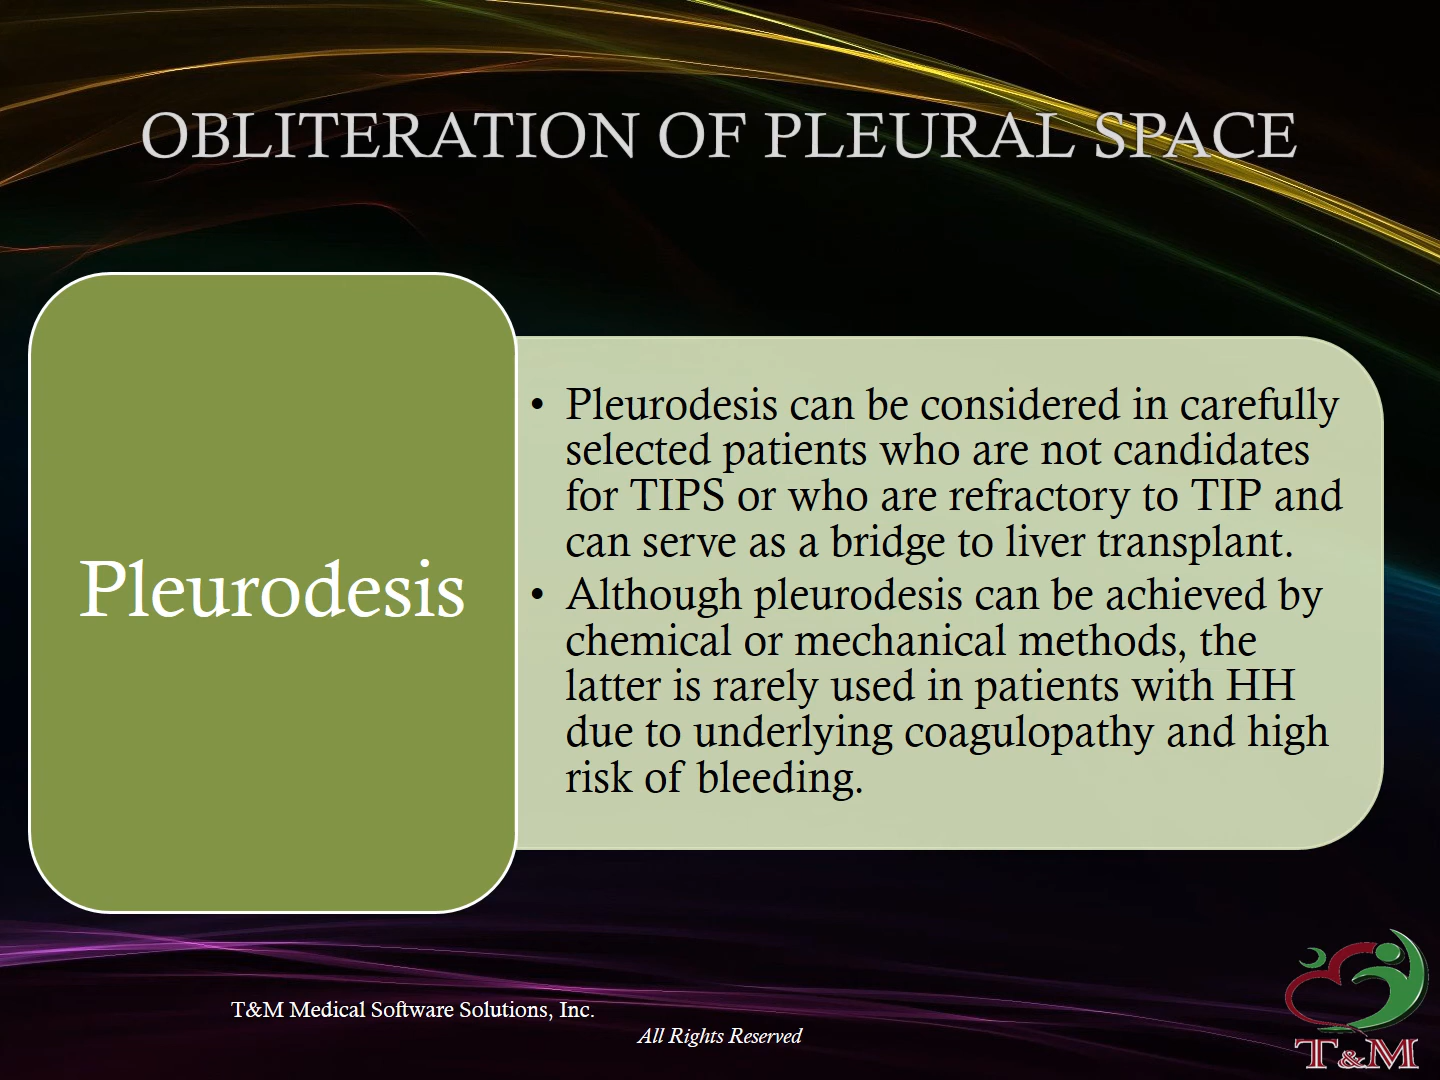 OBLITERATION OF PLEURAL SPACE
Pleurodesis
• Pleurodesis can be considered in carefully
selected patients who are not candidates
for TIPS or who are refractory to TIP and
can serve as a bridge to liver transplant.
• Although pleurodesis can be achieved by
chemical or mechanical methods, the
latter is rarely used in patients with HH
due to underlying coagulopathy and high
risk of bleeding.
T&M Medical Software Solutions, Inc.
All Rights Reserved
T&M